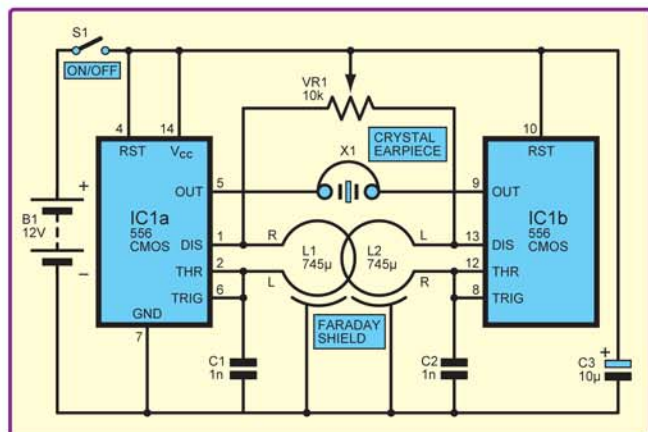 S1
ON/OFF
VR1
10k
4
14
10
RST
VCC
CRYSTAL
EARPIECE
RST
X1
OUT
5
9
OUT
IC1a
556
CMOS
IC1b
556
CMOS
B1
12V
+
−
DIS
1
R
L1
745μ
L2
745μ
L
13
DIS
THR
2
L
R
12
THR
TRIG
6
8
TRIG
GND
7
FARADAY
SHIELD
C1
1n
C2
1n
+
C3
10μ